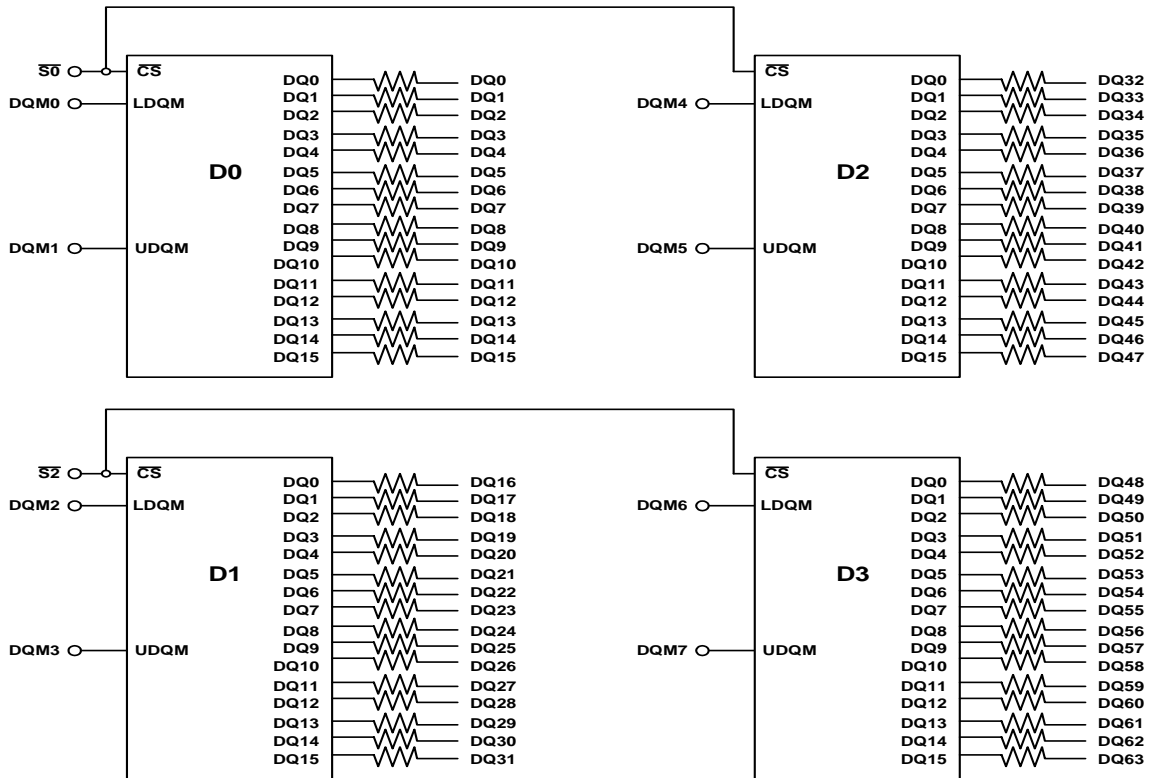 S0 CS DQ0 DQ0 CS DQ0 DQ32
DQM0 LDQM DQ1 DQ1 DQM4 LDQM DQ1 DQ33
DQ2 DQ2 DQ2 DQ34
DQ3 DQ3 DQ3 DQ35
DQ4 DQ4 DQ4 DQ36
D0 DQ5 DQ5 D2 DQ5 DQ37
DQ6 DQ6 DQ6 DQ38
DQ7 DQ7 DQ7 DQ39
DQ8 DQ8 DQ8 DQ40
DQM1 UDQM DQ9 DQ9 DQM5 UDQM DQ9 DQ41
DQ10 DQ10 DQ10 DQ42
DQ11 DQ11 DQ11 DQ43
DQ12 DQ12 DQ12 DQ44
DQ13 DQ13 DQ13 DQ45
DQ14 DQ14 DQ14 DQ46
DQ15 DQ15 DQ15 DQ47
S2 CS DQ0 DQ16 CS DQ0 DQ48
DQM2 LDQM DQ1 DQ17 DQM6 LDQM DQ1 DQ49
DQ2 DQ18 DQ2 DQ50
DQ3 DQ19 DQ3 DQ51
DQ4 DQ20 DQ4 DQ52
D1 DQ5 DQ21 D3 DQ5 DQ53
DQ6 DQ22 DQ6 DQ54
DQ7 DQ23 DQ7 DQ55
DQ8 DQ24 DQ8 DQ56
DQM3 UDQM DQ9 DQ25 DQM7 UDQM DQ9 DQ57
DQ10 DQ26 DQ10 DQ58
DQ11 DQ27 DQ11 DQ59
DQ12 DQ28 DQ12 DQ60
DQ13 DQ29 DQ13 DQ61
DQ14 DQ30 DQ14 DQ62
DQ15 DQ31 DQ15 DQ63